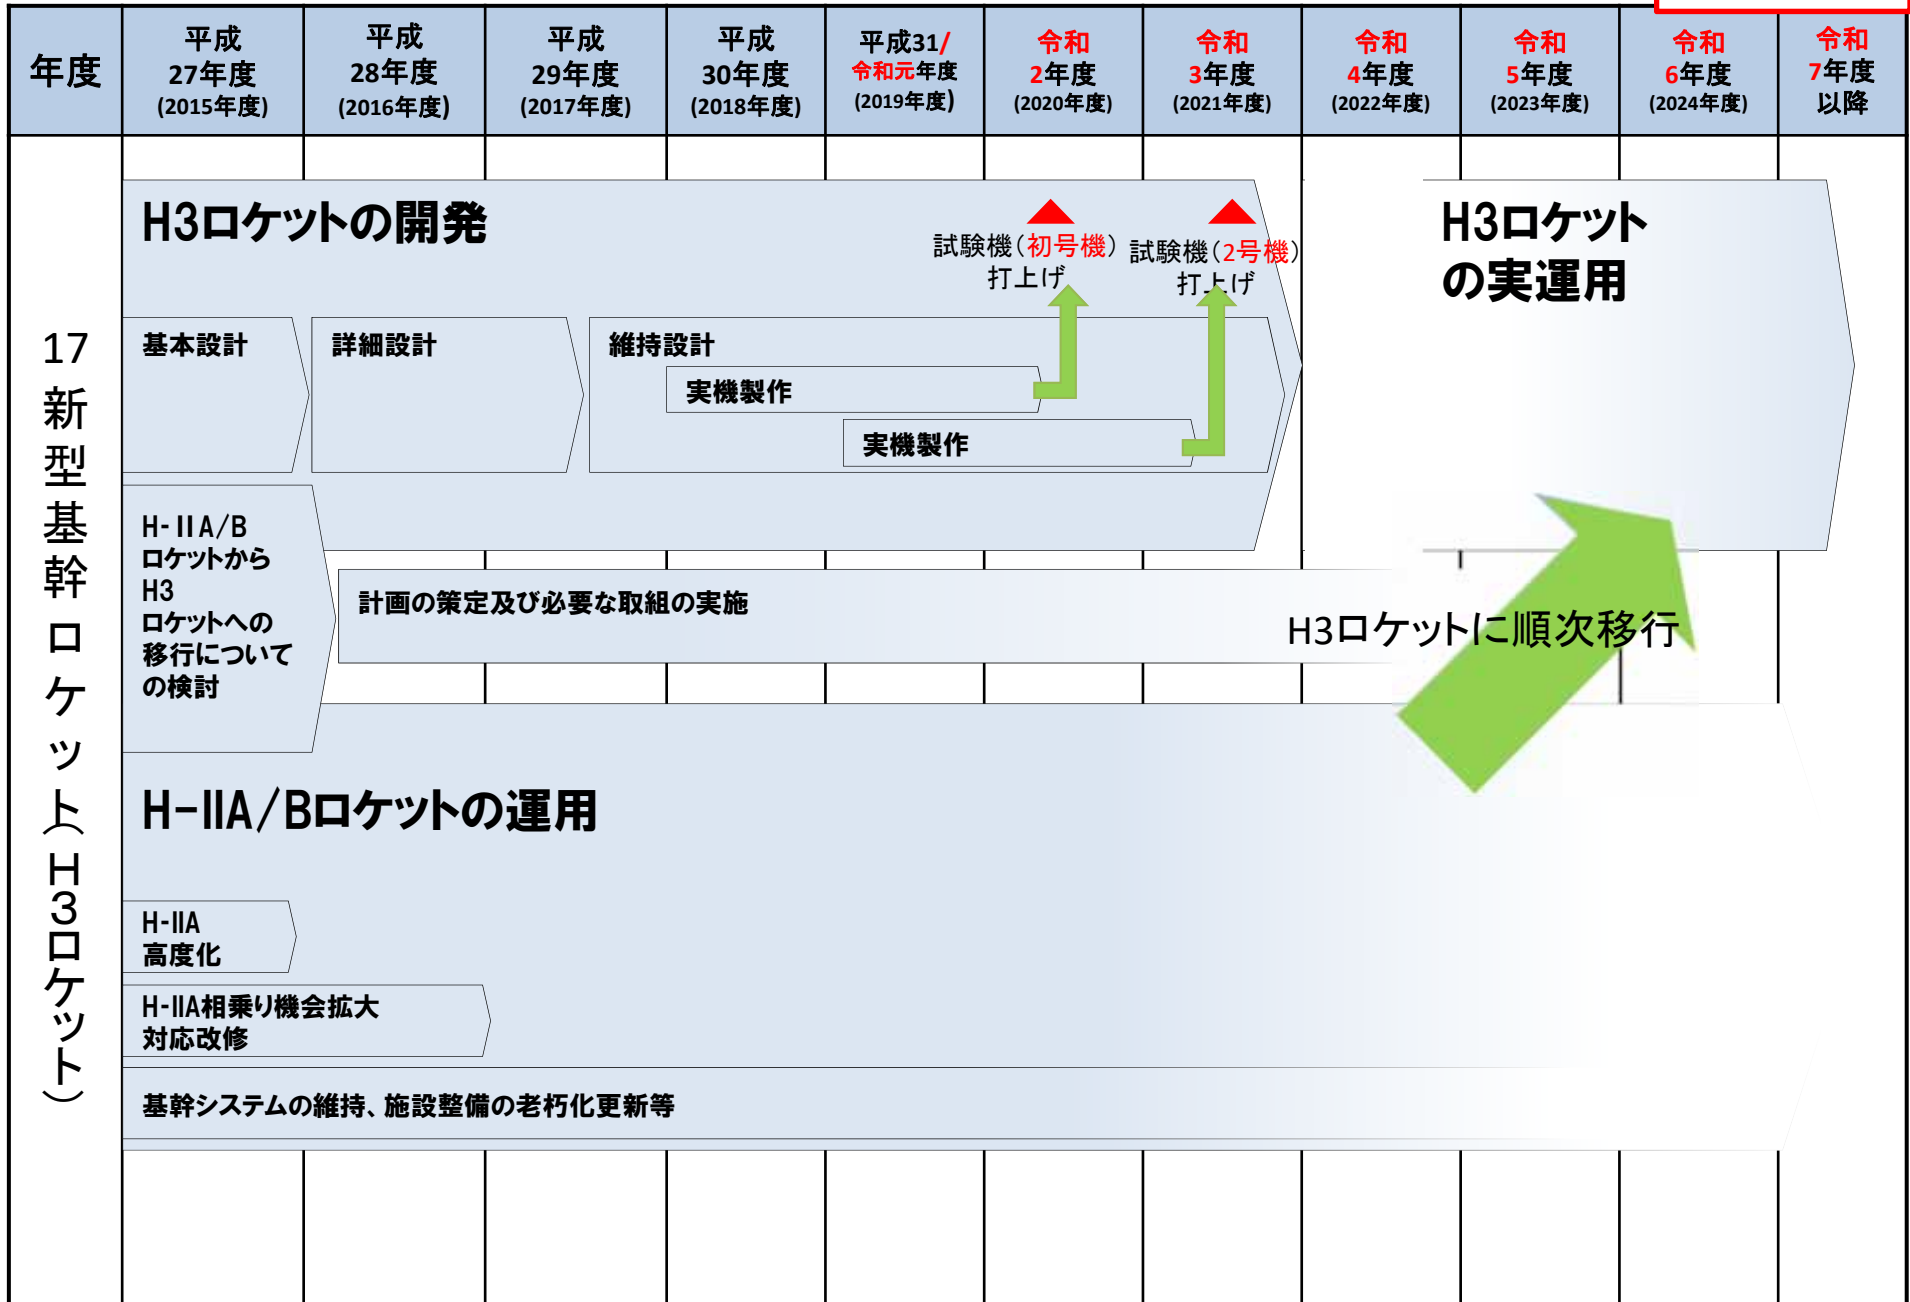 年度
平成
27年度
(2015年度)
平成
28年度
(2016年度)
平成
29年度
(2017年度)
平成
30年度
(2018年度)
平成31/
令和元年度
(2019年度)
令和
2年度
(2020年度)
令和
3年度
(2021年度)
令和
4年度
(2022年度)
令和
5年度
(2023年度)
令和
6年度
(2024年度)
令和
7年度
以降
17新型基幹ロケット(H3ロケット)
H3ロケットの開発
試験機(初号機)
打上げ
試験機(2号機)
打上げ
H3ロケット
の実運用
基本設計
詳細設計
維持設計
実機製作
実機製作
H-ⅡA/B
ロケットから
H3
ロケットへの
移行について
の検討
計画の策定及び必要な取組の実施
H3ロケットに順次移行
H-ⅡA/Bロケットの運用
H-ⅡA
高度化
H-ⅡA相乗り機会拡大
対応改修
基幹システムの維持、施設整備の老朽化更新等